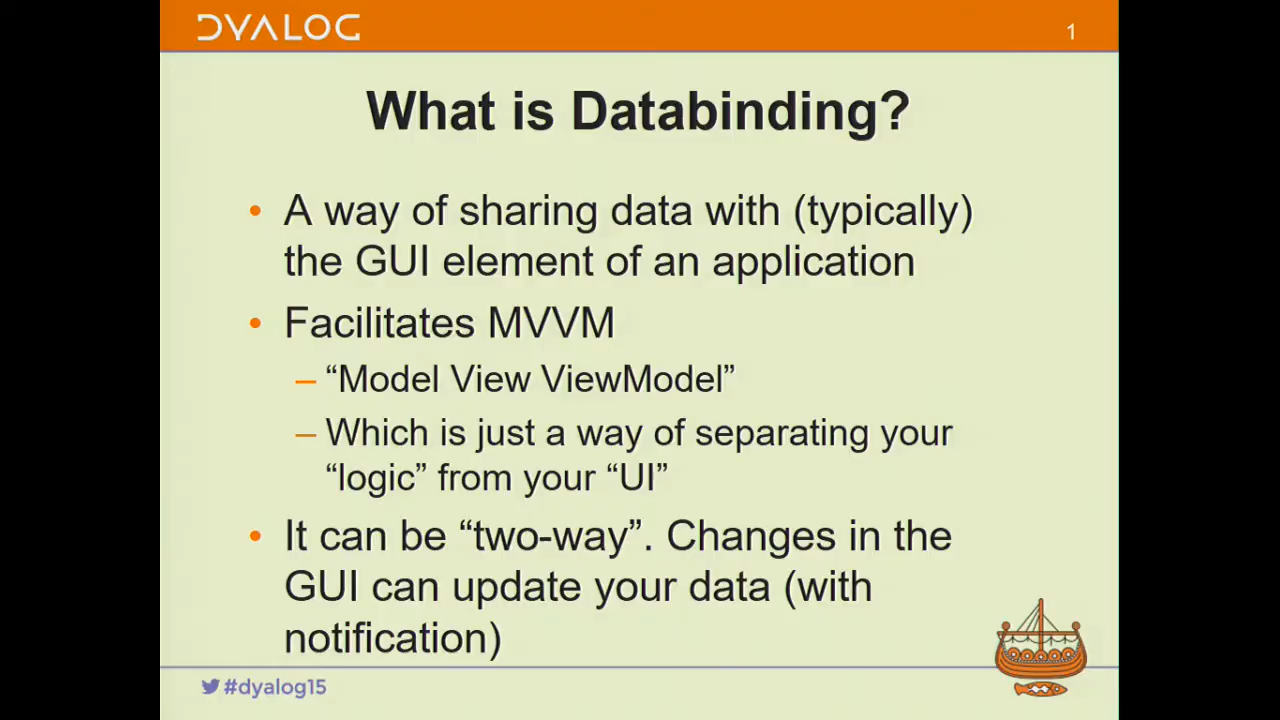 DYALOG
1
What is Databinding?
• A way of sharing data with (typically)
the GUI element of an application
• Facilitates MVVM
– “Model View ViewModel”
– Which is just a way of separating your
“logic” from your “UI”
• It can be “two-way”. Changes in the
GUI can update your data (with
notification)
#dyalog15